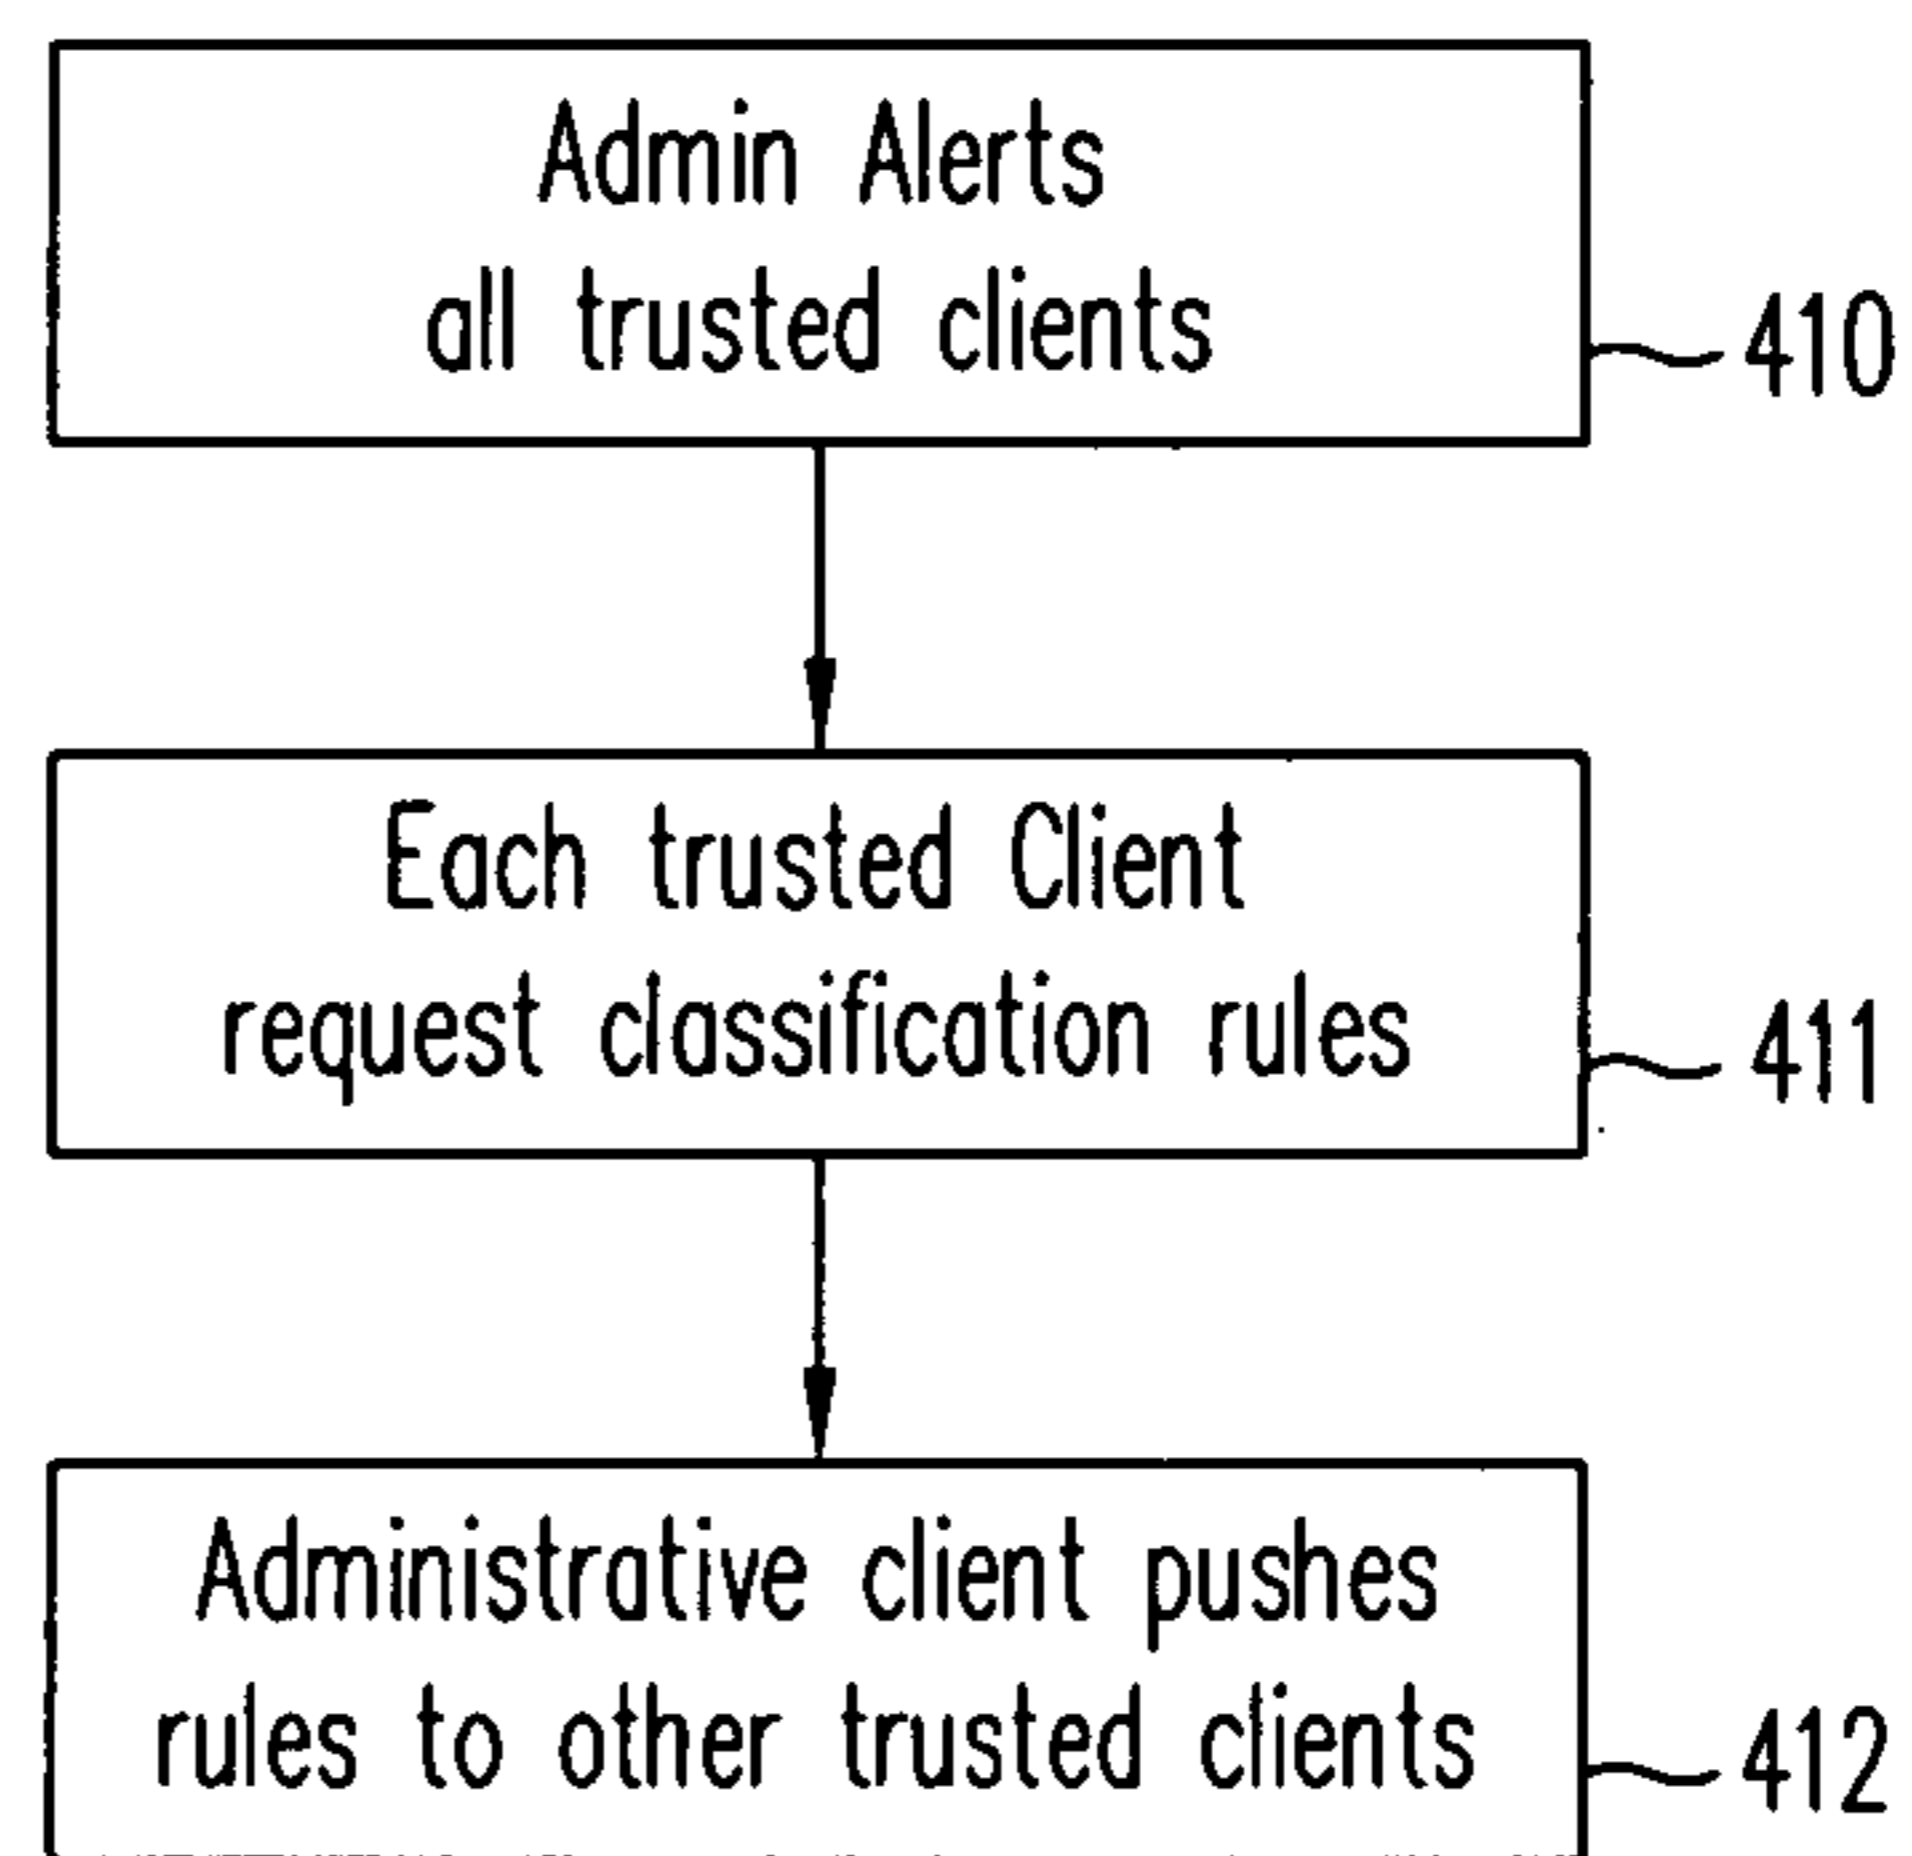 Admin Alerts
all trusted clients
410
Each trusted Client
request classification rules
411
Administrative client pushes
rules to other trusted clients
412